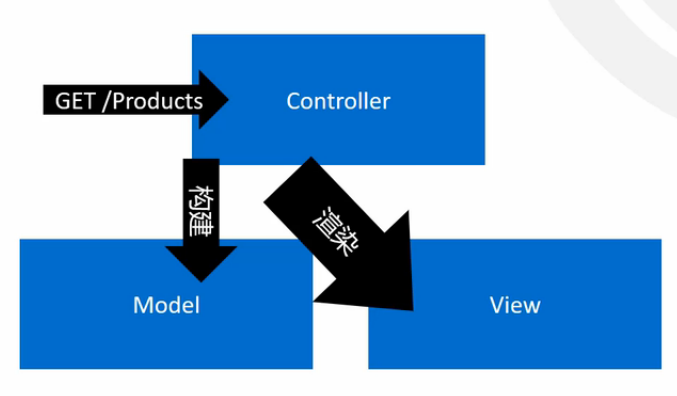 GET /Products
Controller
构建
渲染
Model
View